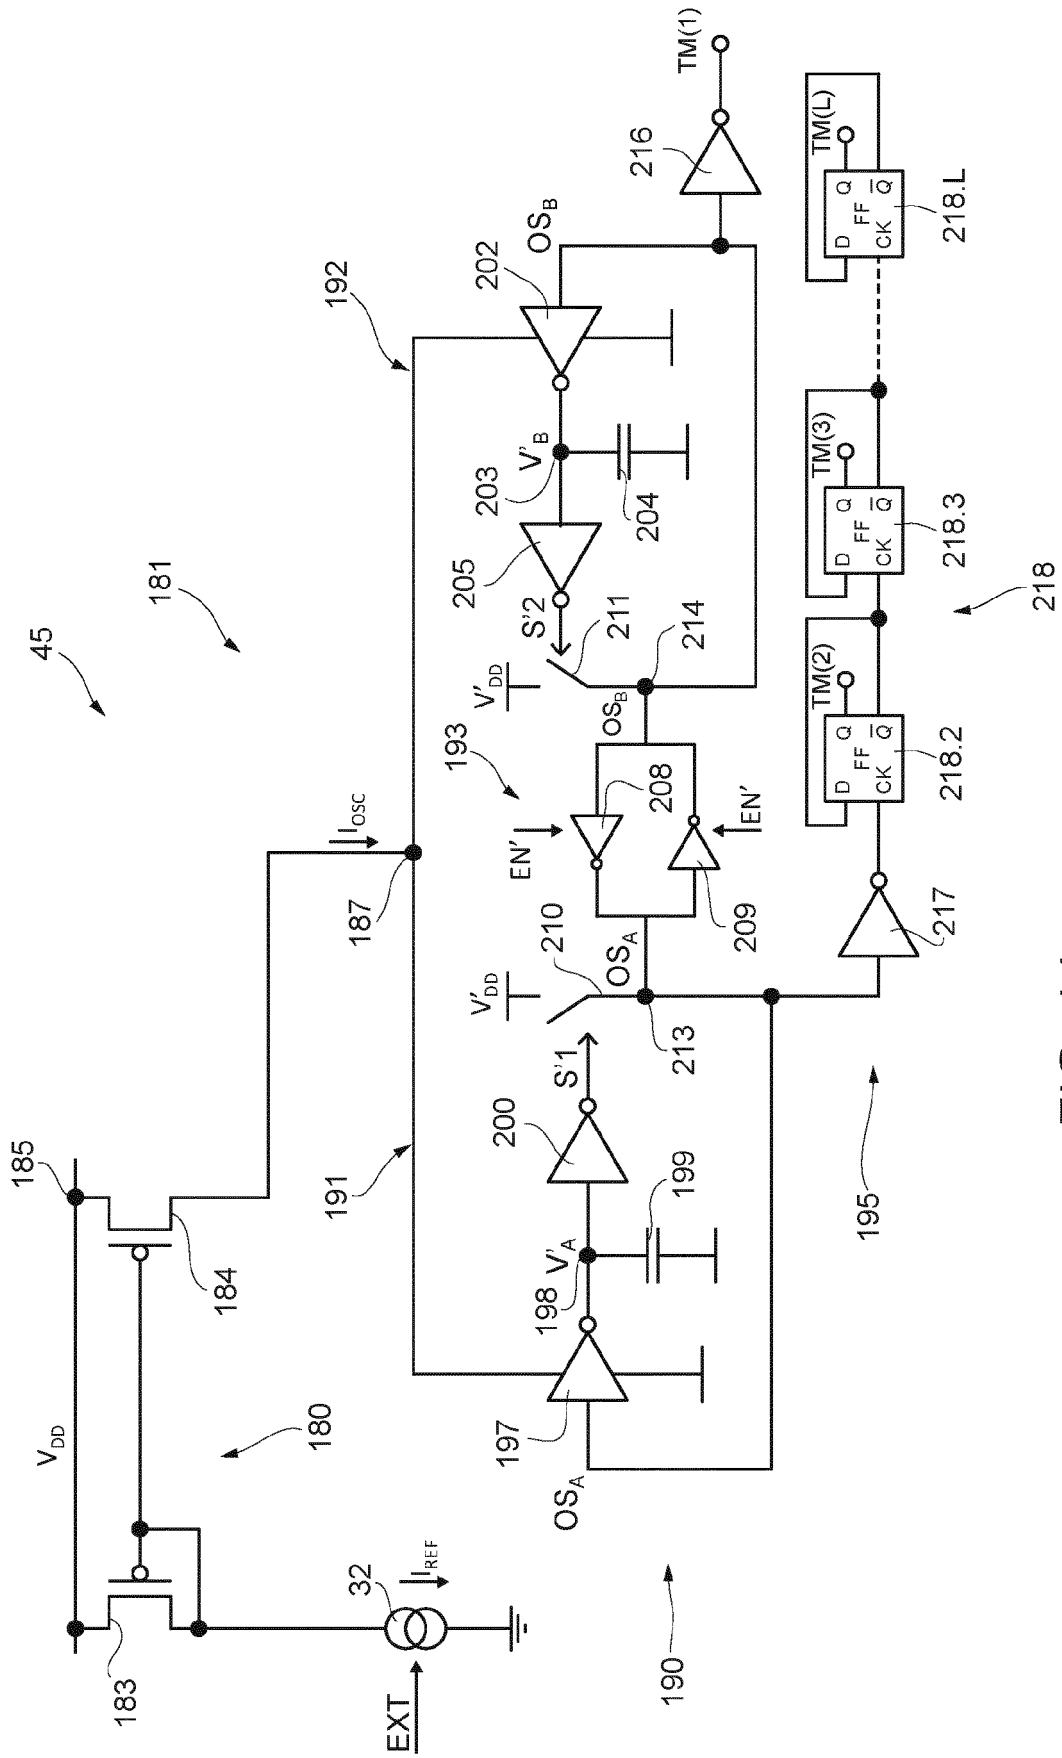 185
45
V_DD
183
181
184
180
191
192
I_OSC
187
32
EXT
I_REF
193
V'_DD
V'_DD
205
203
202
197
200
EN'
V'_B
S'2
OS_B
198
V'_A
210
S'1
OS_A
OS_A
211
OS_B
204
216
208
190
199
213
214
TM(1)
209
EN'
TM(2)
TM(3)
TM(L)
D Q
FF
CK Q̅
D Q
FF
CK Q̅
D Q
FF
CK Q̅
195
217
218.2
218.3
218.L
218